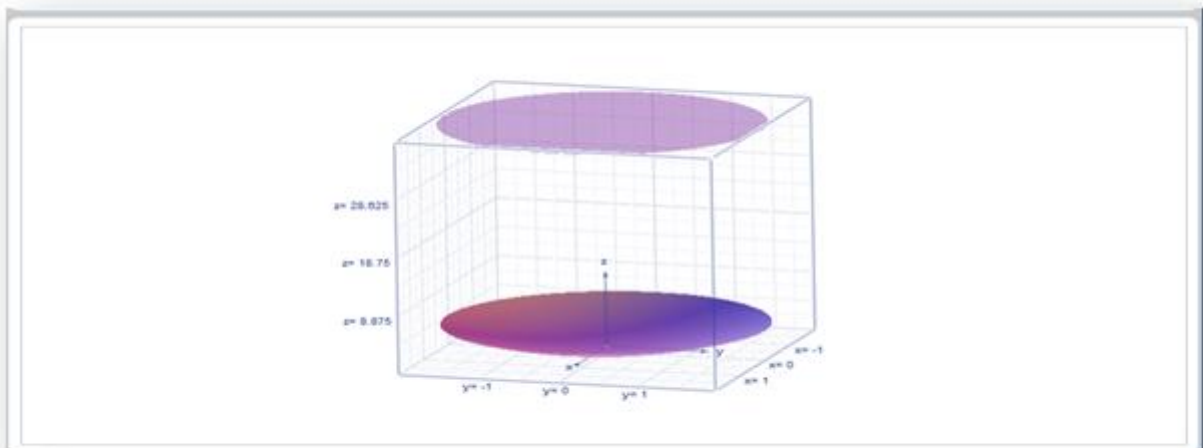 z= 28.625
z= 18.75
z
z= 8.875
y
x= -1
x
x= 0
y= -1
y= 0
y= 1
x= 1